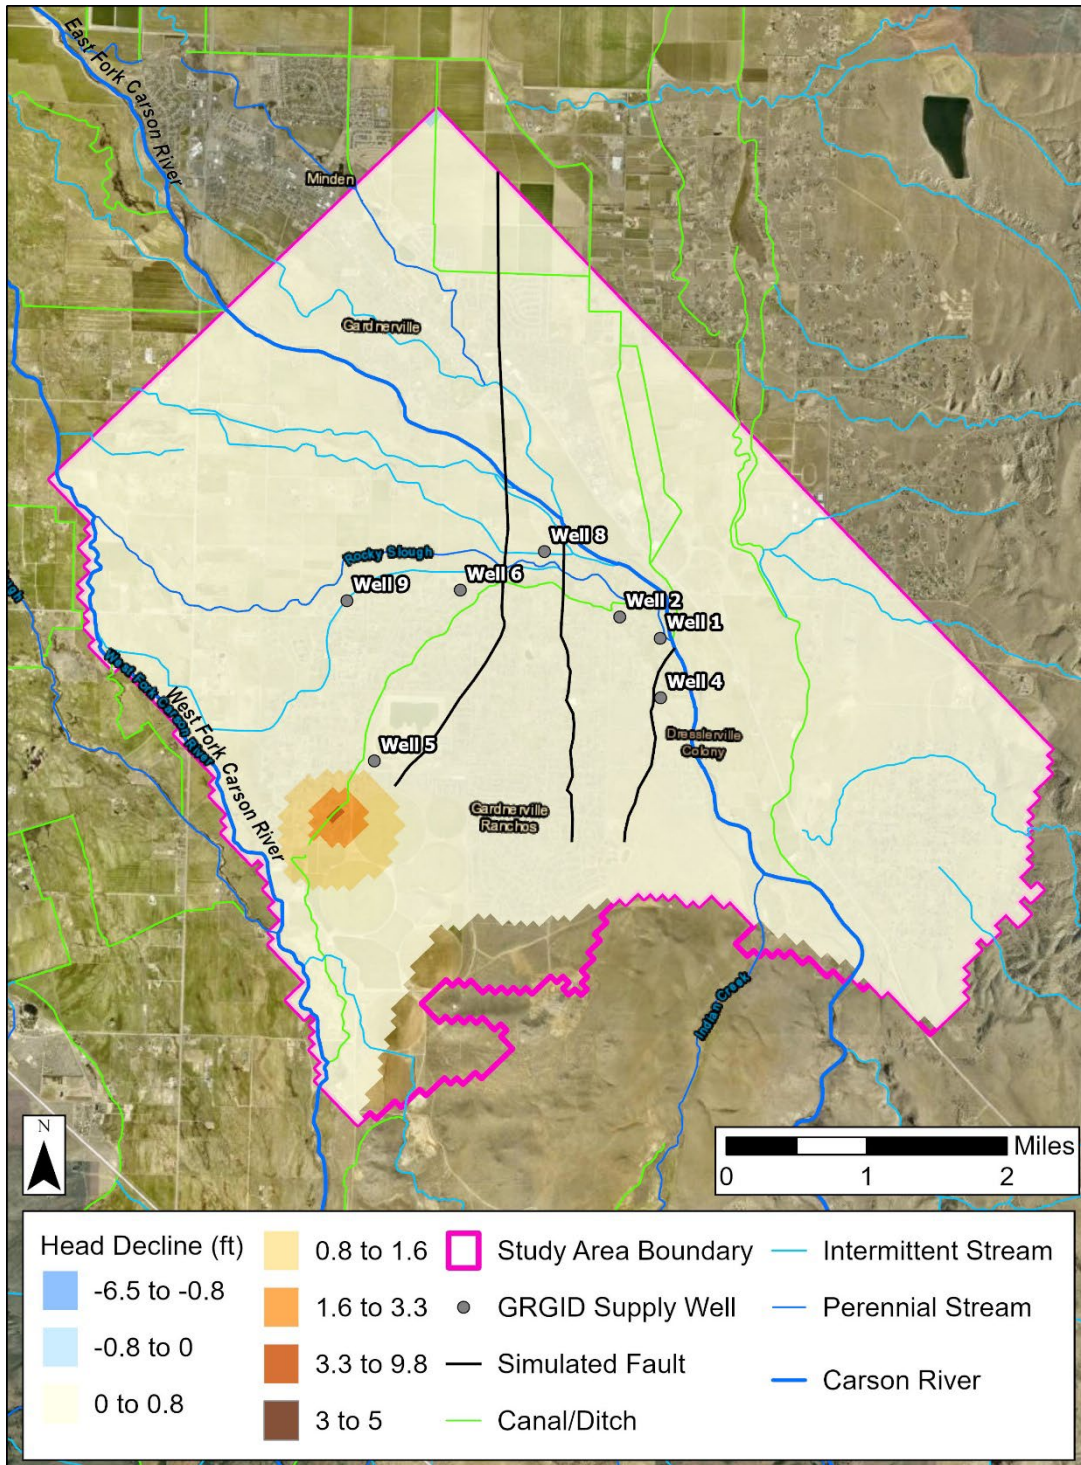 East Fork Carson River
Minden
Gardnerville
Well 8
Rocky Slough
Well 6
Well 9
Well 2
Well 1
Well 4
Dresslerville
Colony
West Fork Carson River
West Fork Carson River
Well 5
Gardnerville
Ranchos
Indian Creek
N
Miles
0 1 2
Head Decline (ft)
-6.5 to -0.8
-0.8 to 0
0 to 0.8
0.8 to 1.6
1.6 to 3.3
3.3 to 9.8
3 to 5
Study Area Boundary
GRGID Supply Well
Simulated Fault
Canal/Ditch
Intermittent Stream
Perennial Stream
Carson River